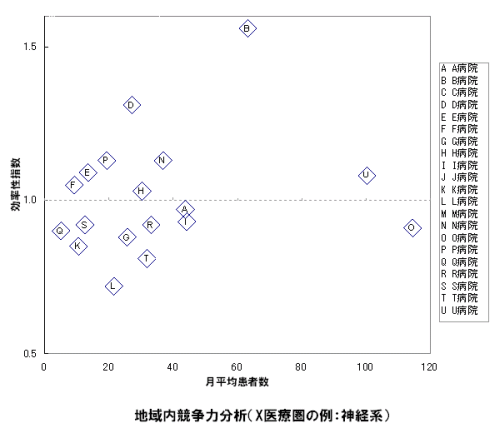 効率性指数
1.5
1.0
0.5
B
D
P
N
E
F
U
H
A
I
S
R
Q
O
G
K
T
L
0 20 40 60 80 100 120
月平均患者数
A A病院
B B病院
C C病院
D D病院
E E病院
F F病院
G G病院
H H病院
I I病院
J J病院
K K病院
L L病院
M M病院
N N病院
O O病院
P P病院
Q Q病院
R R病院
S S病院
T T病院
U U病院
地域内競争力分析(X医療圏の例:神経系)